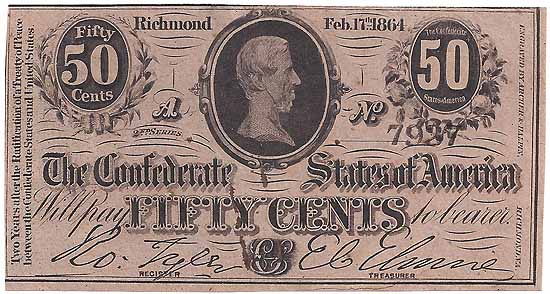 Fifty
50
Cents
Richmond
Feb. 17th. 1864
The Confederate
50
States of America
A
2ND SERIES.
No
7937
The Confederate States of America
Will pay FIFTY CENTS to bearer.
Ro: Tyler
REGISTER
CS
E C Elmore
TREASURER
Two Years after the Ratification of a Treaty of Peace
between the Confederate States and United States
ENGRAVED BY ARCHER & HALPIN,
RICHMOND, VA.